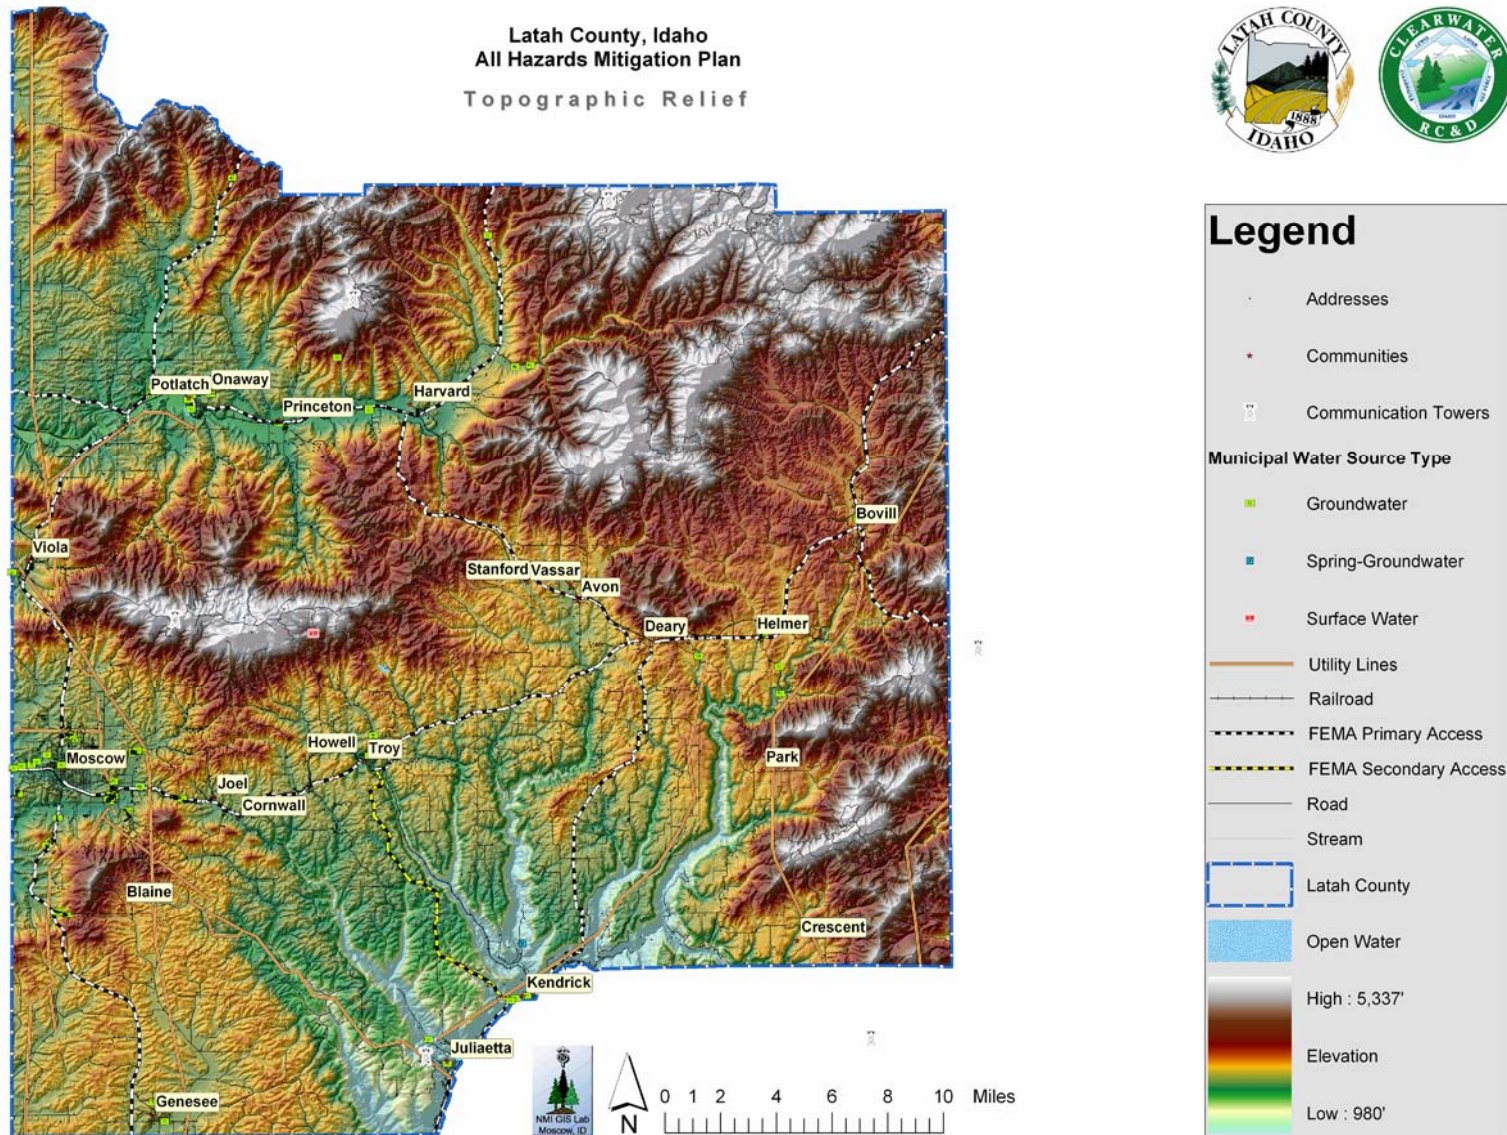 Latah County, Idaho
All Hazards Mitigation Plan
Topographic Relief
LATAH COUNTY
1888
IDAHO
CLEARWATER
IDAHO
RC & D
Potlatch
Onaway
Princeton
Harvard
Bovill
Viola
Stanford
Vassar
Avon
Deary
Helmer
Howell
Troy
Moscow
Park
Joel
Cornwall
Blaine
Crescent
Kendrick
Juliaetta
Genesee
NMI GIS Lab
Moscow, ID
N
0 1 2 4 6 8 10 Miles
Legend
Addresses
Communities
Communication Towers
Municipal Water Source Type
Groundwater
Spring-Groundwater
Surface Water
Utility Lines
Railroad
FEMA Primary Access
FEMA Secondary Access
Road
Stream
Latah County
Open Water
High : 5,337'
Elevation
Low : 980'